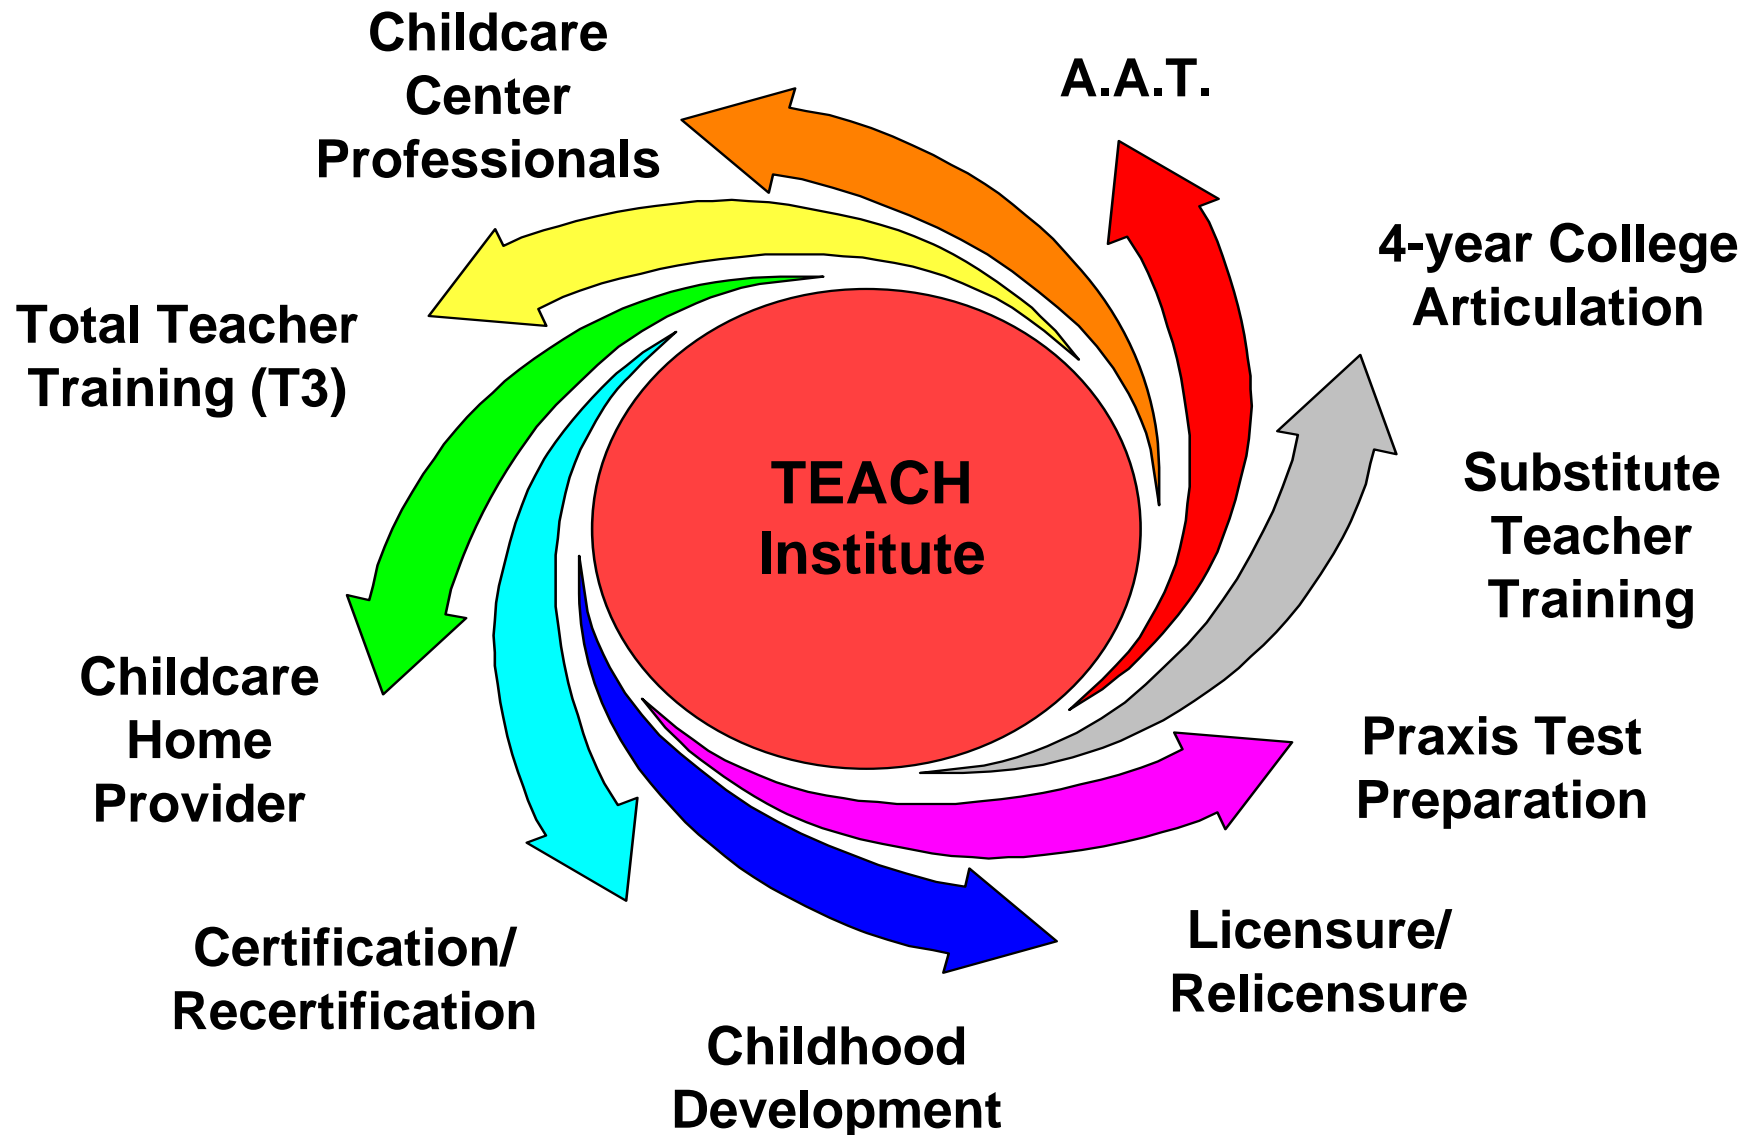 Childcare
Center
Professionals
A.A.T.
4-year College
Articulation
Total Teacher
Training (T3)
TEACH
Institute
Substitute
Teacher
Training
Childcare
Home
Provider
Praxis Test
Preparation
Certification/
Recertification
Licensure/
Relicensure
Childhood
Development